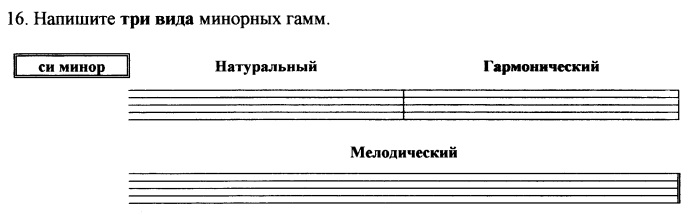 16. Напишите три вида минорных гамм.
си минор Натуральный Гармонический
Мелодический